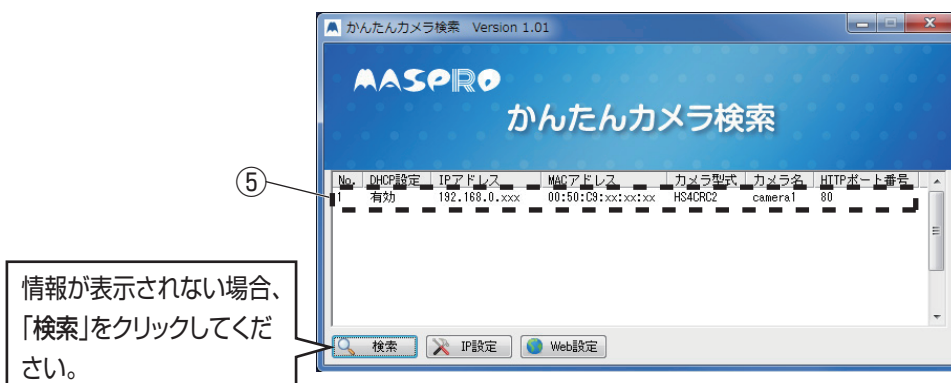 かんたんカメラ検索 Version 1.01
MASPRO
かんたんカメラ検索
⑤
No. DHCP設定 IPアドレス MACアドレス カメラ型式 カメラ名 HTTPポート番号
1 有効 192.168.0.xxx 00:50:C9:xx:xx:xx HS4CRC2 camera1 80
情報が表示されない場合、
「検索」をクリックしてくだ
さい。
検索 IP設定 Web設定